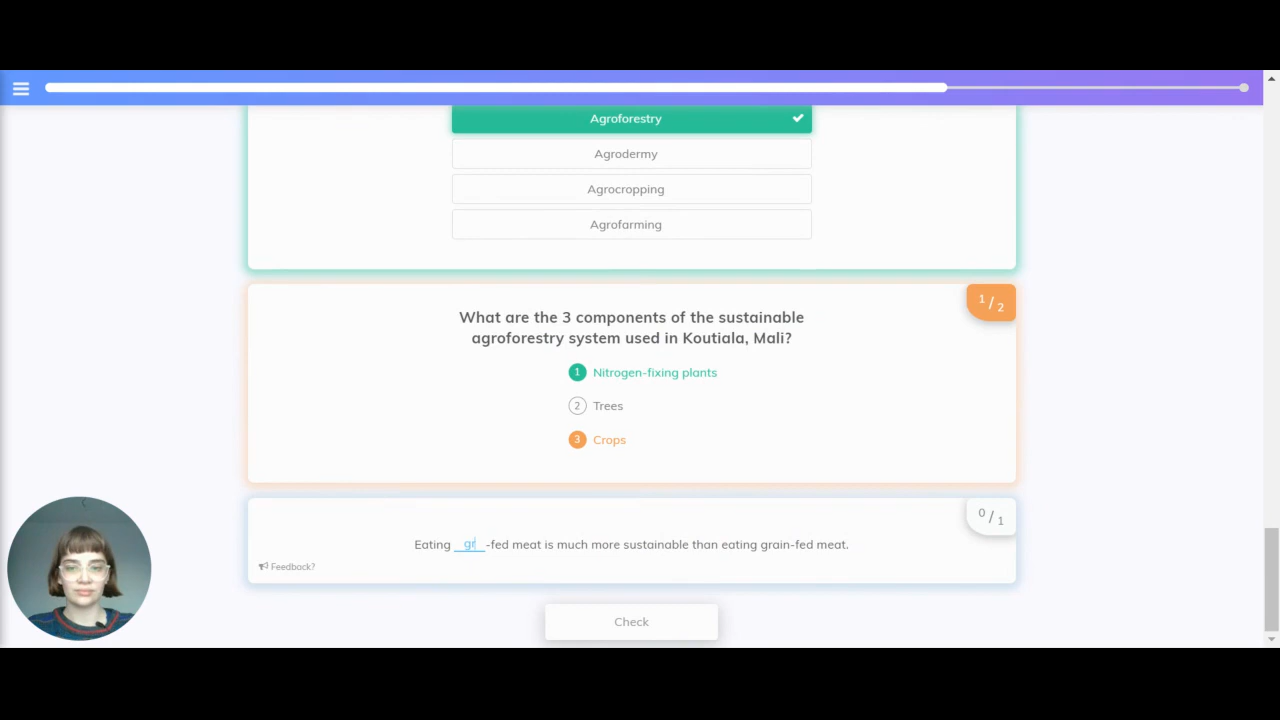 Agroforestry
Agrodermy
Agrocropping
Agrofarming
1 / 2
What are the 3 components of the sustainable
agroforestry system used in Koutiala, Mali?
1 Nitrogen-fixing plants
2 Trees
3 Crops
0 / 1
Eating gr -fed meat is much more sustainable than eating grain-fed meat.
Feedback?
Check